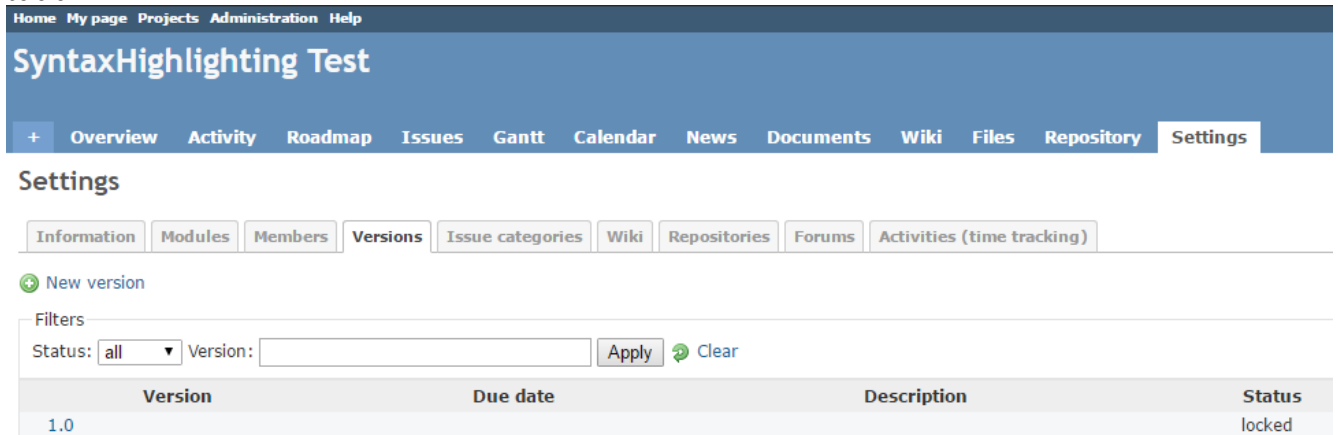 Home My page Projects Administration Help
SyntaxHighlighting Test
+ Overview Activity Roadmap Issues Gantt Calendar News Documents Wiki Files Repository Settings
Settings
Information Modules Members Versions Issue categories Wiki Repositories Forums Activities (time tracking)
New version
Filters
Status: all Version: Apply Clear
Version Due date Description Status
1.0 locked